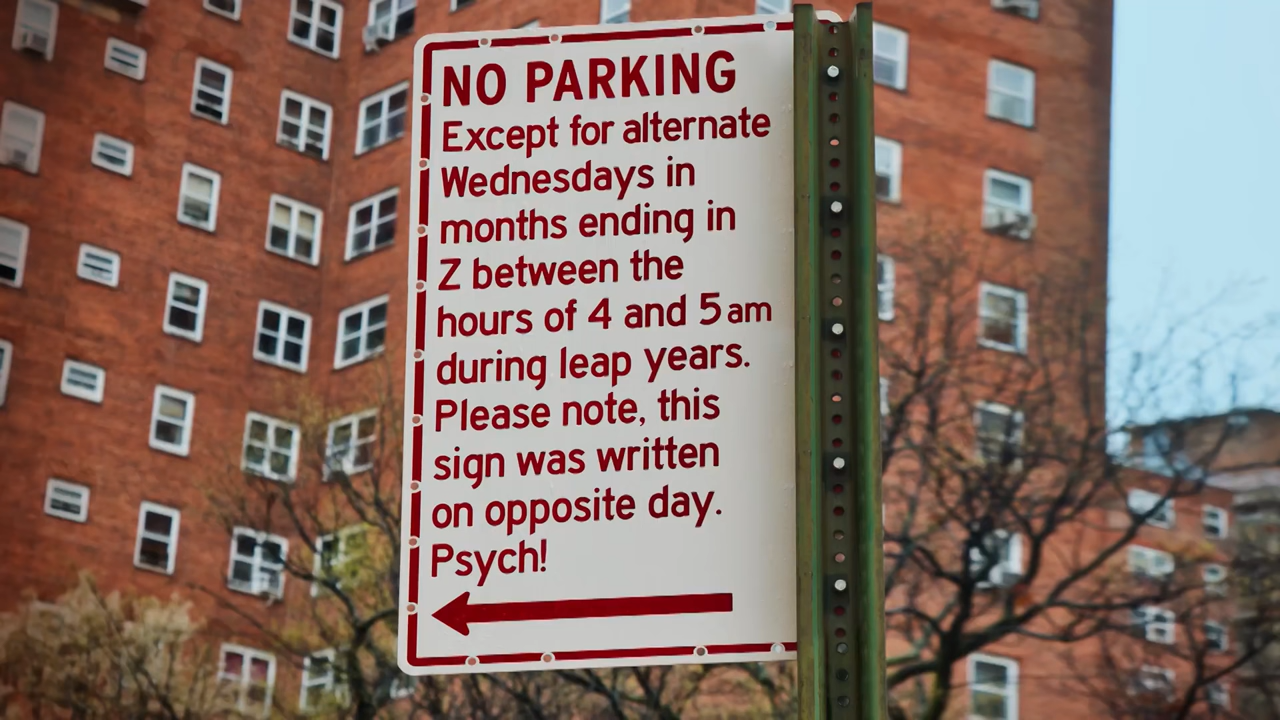 NO PARKING
Except for alternate
Wednesdays in
months ending in
Z between the
hours of 4 and 5 am
during leap years.
Please note, this
sign was written
on opposite day.
Psych!